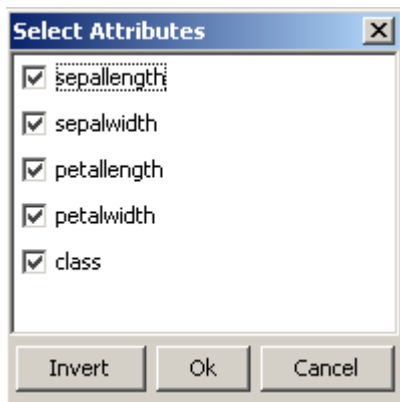 Select Attributes
sepallength
sepalwidth
petallength
petalwidth
class
Invert Ok Cancel